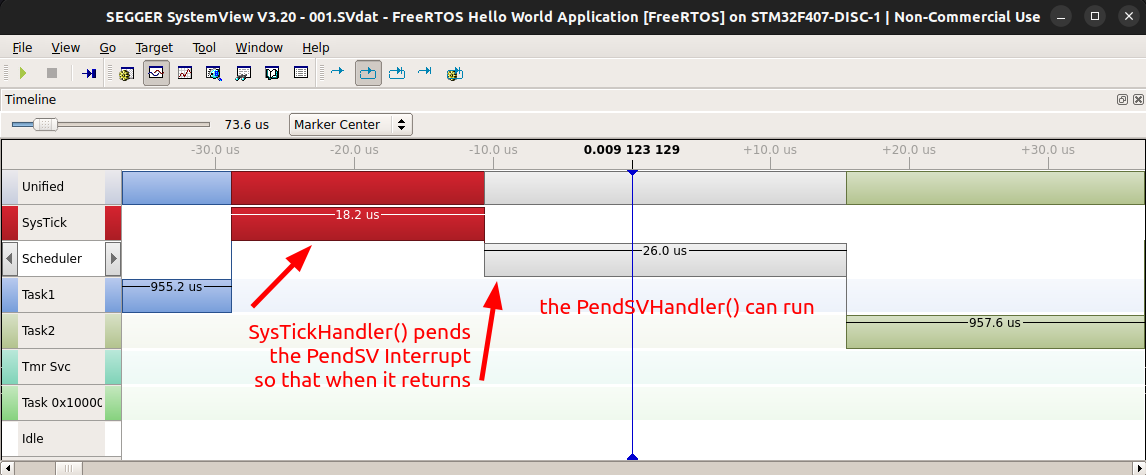 SEGGER SystemView V3.20 - 001.SVdat - FreeRTOS Hello World Application [FreeRTOS] on STM32F407-DISC-1 | Non-Commercial Use
File View Go Target Tool Window Help
Timeline
73.6 us Marker Center
-30.0 us -20.0 us -10.0 us 0.009 123 129 +10.0 us +20.0 us +30.0 us
Unified
SysTick 18.2 us
Scheduler 26.0 us
Task1 955.2 us
the PendSVHandler() can run
Task2 957.6 us
SysTickHandler() pends
the PendSV Interrupt
so that when it returns
Tmr Svc
Task 0x1000
Idle